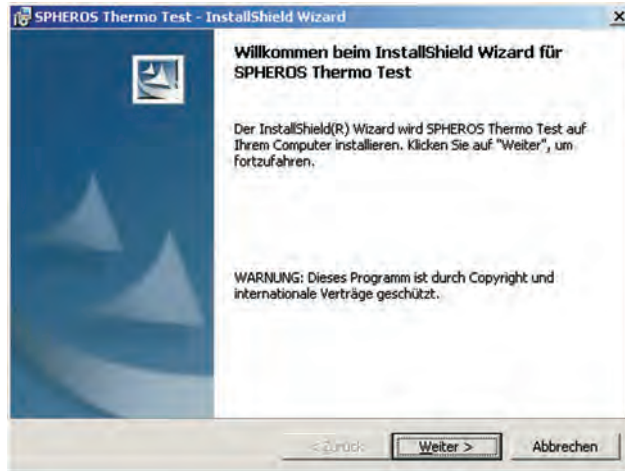 SPHEROS Thermo Test - InstallShield Wizard
Willkommen beim InstallShield Wizard für
SPHEROS Thermo Test
Der InstallShield(R) Wizard wird SPHEROS Thermo Test auf
Ihrem Computer installieren. Klicken Sie auf "Weiter", um
fortzufahren.
WARNUNG: Dieses Programm ist durch Copyright und
internationale Verträge geschützt.
< Zurück
Weiter >
Abbrechen